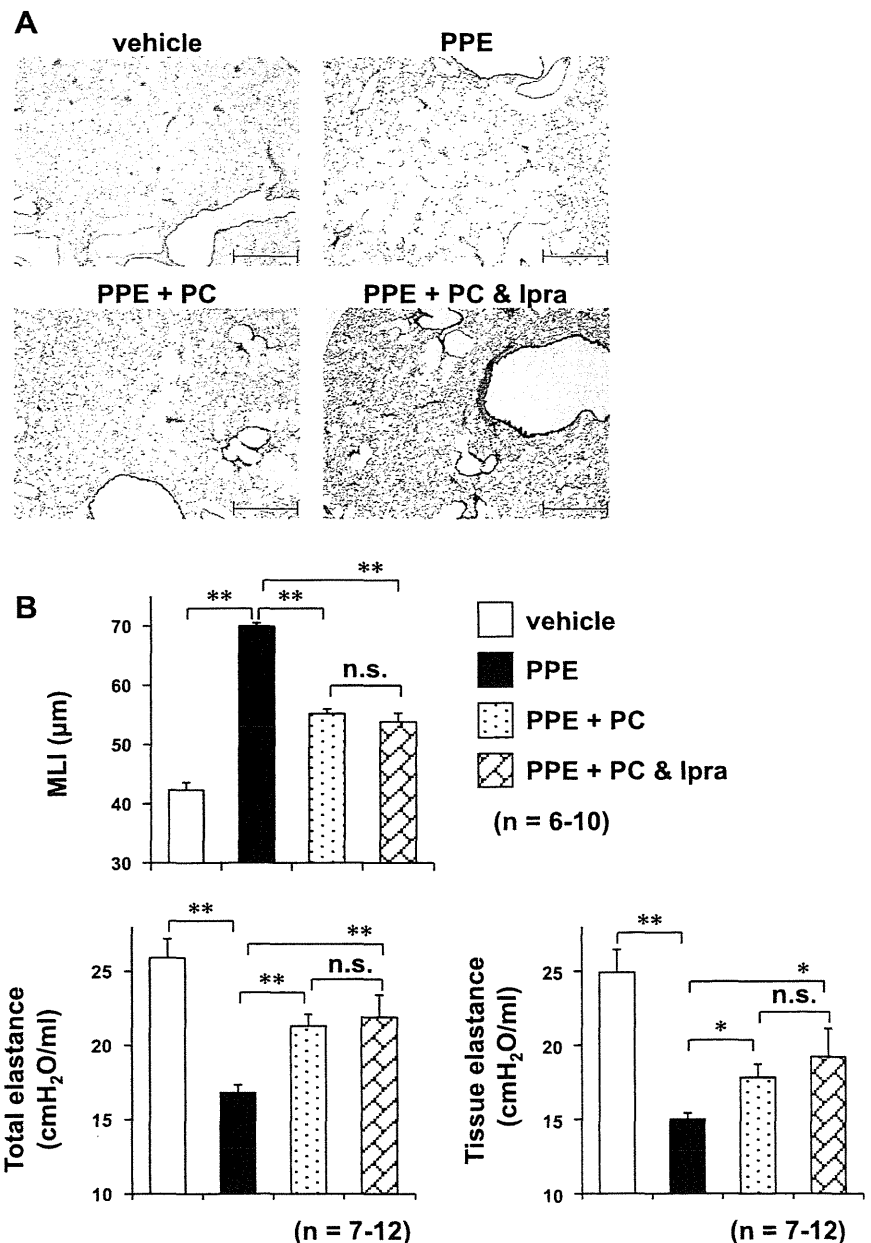 A
vehicle
PPE
PPE + PC
PPE + PC & Ipra
B
MLI (μm)
70
60
50
40
30
**
**
**
n.s.
vehicle
PPE
PPE + PC
PPE + PC & Ipra
(n = 6-10)
Total elastance
(cmH₂O/ml)
25
20
15
10
**
**
**
n.s.
(n = 7-12)
Tissue elastance
(cmH₂O/ml)
25
20
15
10
**
*
n.s.
*
(n = 7-12)